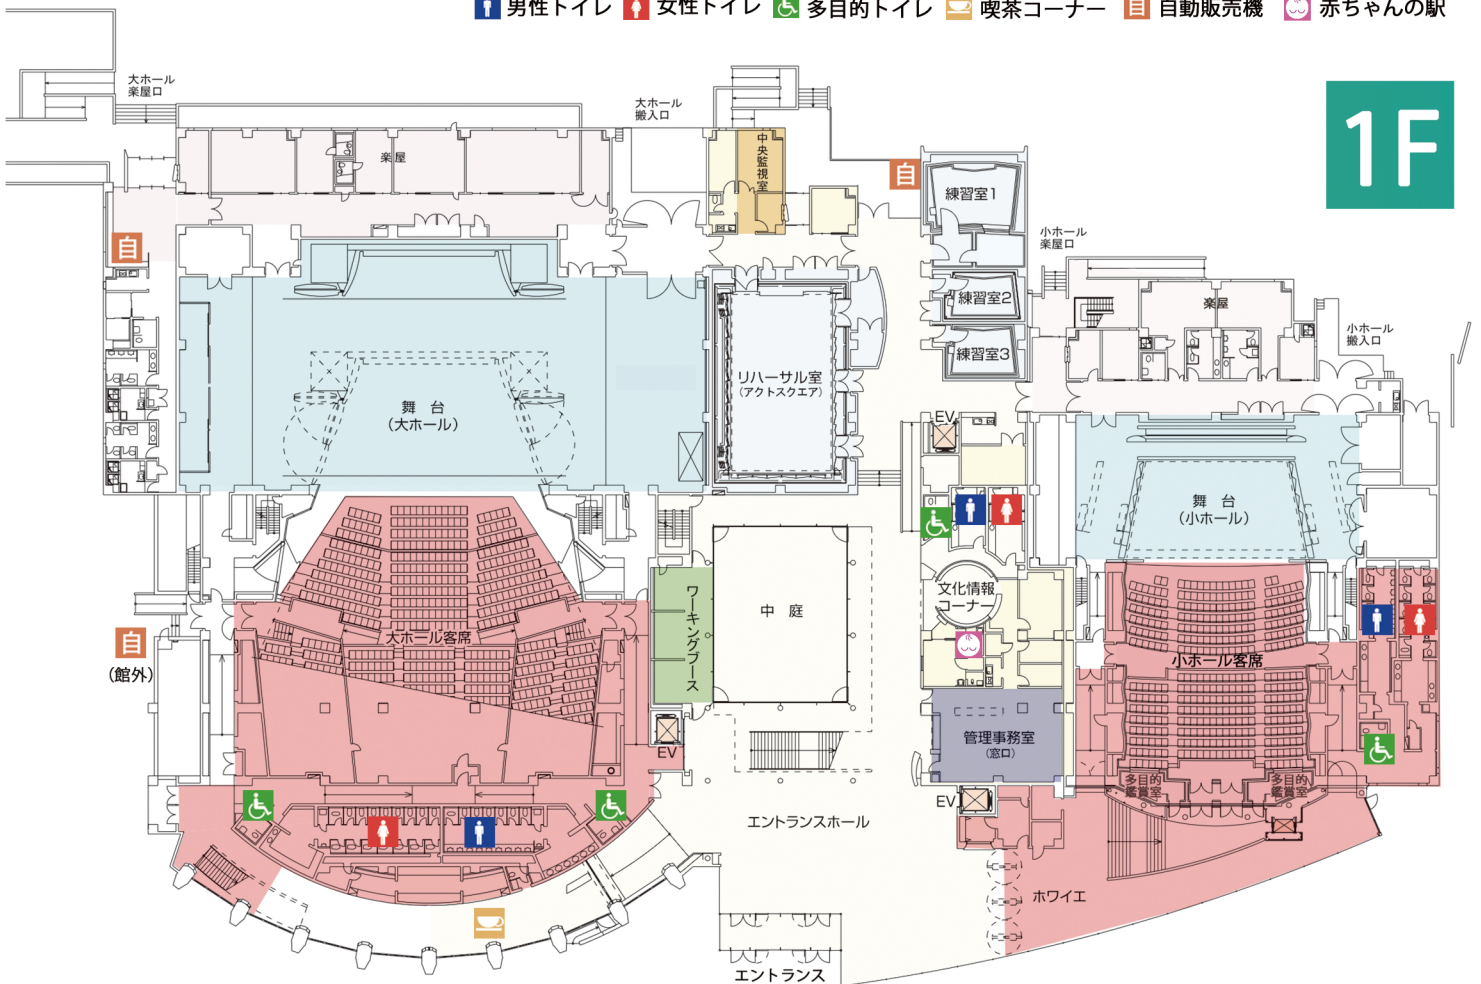 男性トイレ 女性トイレ 多目的トイレ 喫茶コーナー 自 自動販売機 赤ちゃんの駅
1F
大ホール
楽屋口
大ホール
搬入口
楽屋
中央監視室
自
練習室1
自
小ホール
楽屋口
練習室2
楽屋
小ホール
搬入口
練習室3
リハーサル室
(アクトスクエア)
舞 台
(大ホール)
EV
舞 台
(小ホール)
ワーキングブース
中 庭
文化情報
コーナー
大ホール客席
自
(館外)
小ホール客席
管理事務室
(窓口)
EV
多目的
鑑賞室
多目的
鑑賞室
EV
エントランスホール
ホワイエ
エントランス